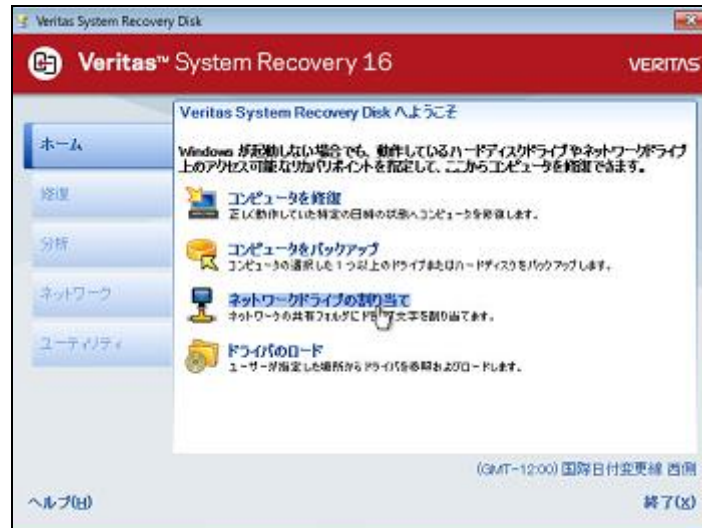 Veritas System Recovery Disk
Veritas™ System Recovery 16
VERITAS
ホーム
修復
分析
ネットワーク
ユーティリティ
Veritas System Recovery Disk へようこそ
Windows が起動しない場合でも、動作しているハードディスクドライブやネットワークドライブ
上のアクセス可能なリカバリポイントを指定して、ここからコンピュータを修復できます。
コンピュータを修復
正しく動作していた特定の日時の状態へコンピュータを修復します。
コンピュータをバックアップ
コンピュータの選択した1つ以上のドライブまたはハードディスクをバックアップします。
ネットワークドライブの割り当て
ネットワークの共有フォルダにドライブ文字を割り当てます。
ドライバのロード
ユーザーが指定した場所からドライバを参照およびロードします。
(GMT-12:00) 国際日付変更線 西側
ヘルプ(H)
終了(X)